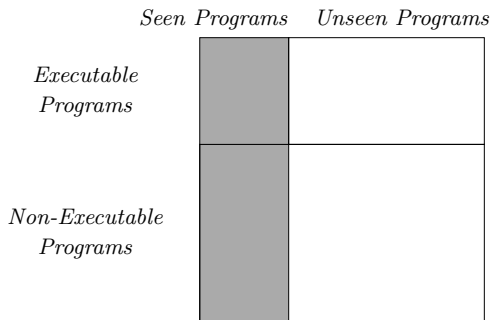 Seen Programs Unseen Programs
Executable
Programs
Non-Executable
Programs